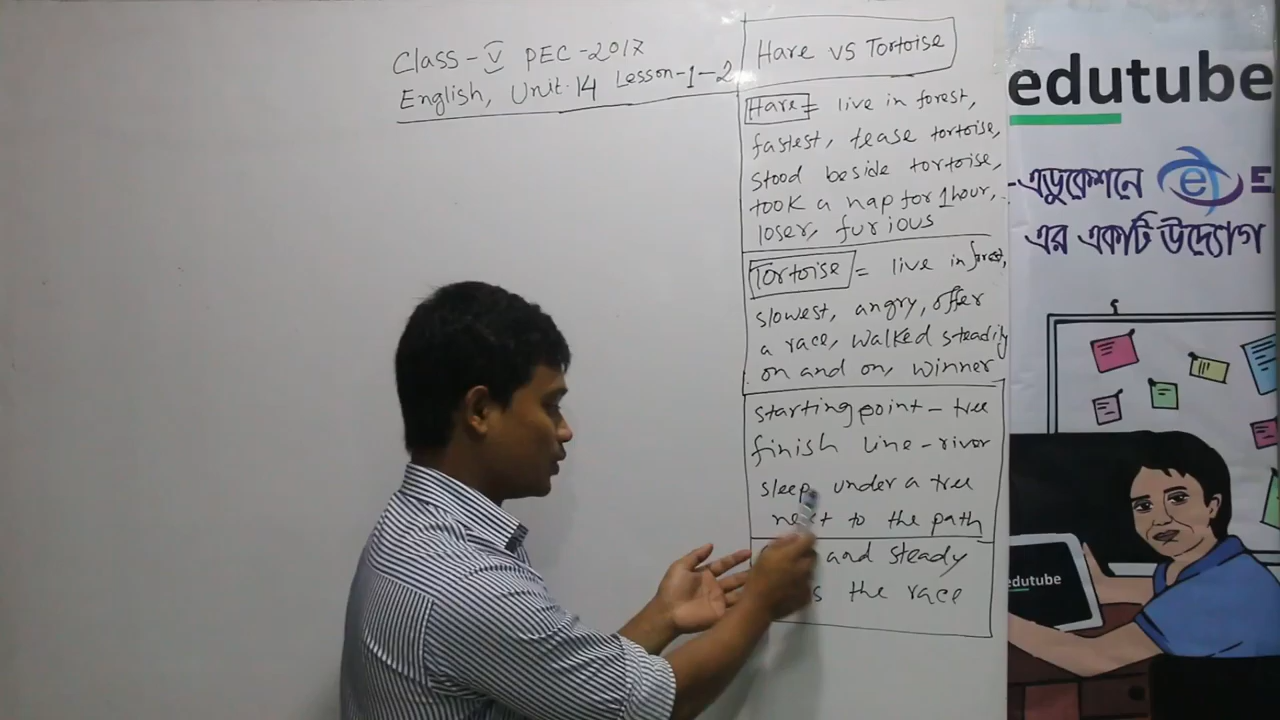 Class-V PEC-2017
English, Unit-14 Lesson-1-2
Hare vs Tortoise
Hare = live in forest,
fastest, tease tortoise,
stood beside tortoise,
took a nap for 1 hour,
loser, furious
Tortoise = live in forest,
slowest, angry, offer
a race, walked steadily
on and on, winner
starting point - tree
finish line - river
sleep under a tree
next to the path
and steady
the race
edutube
-এডুকেশনে e E
এর একটি উদ্যোগ
edutube